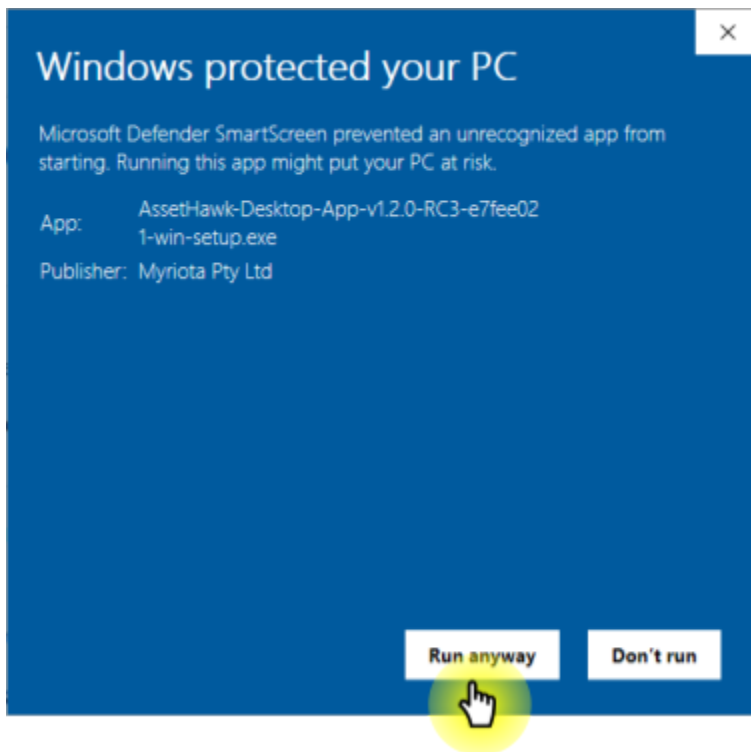 Windows protected your PC
Microsoft Defender SmartScreen prevented an unrecognized app from
starting. Running this app might put your PC at risk.
App: AssetHawk-Desktop-App-v1.2.0-RC3-e7fee02
1-win-setup.exe
Publisher: Myriota Pty Ltd
Run anyway Don't run